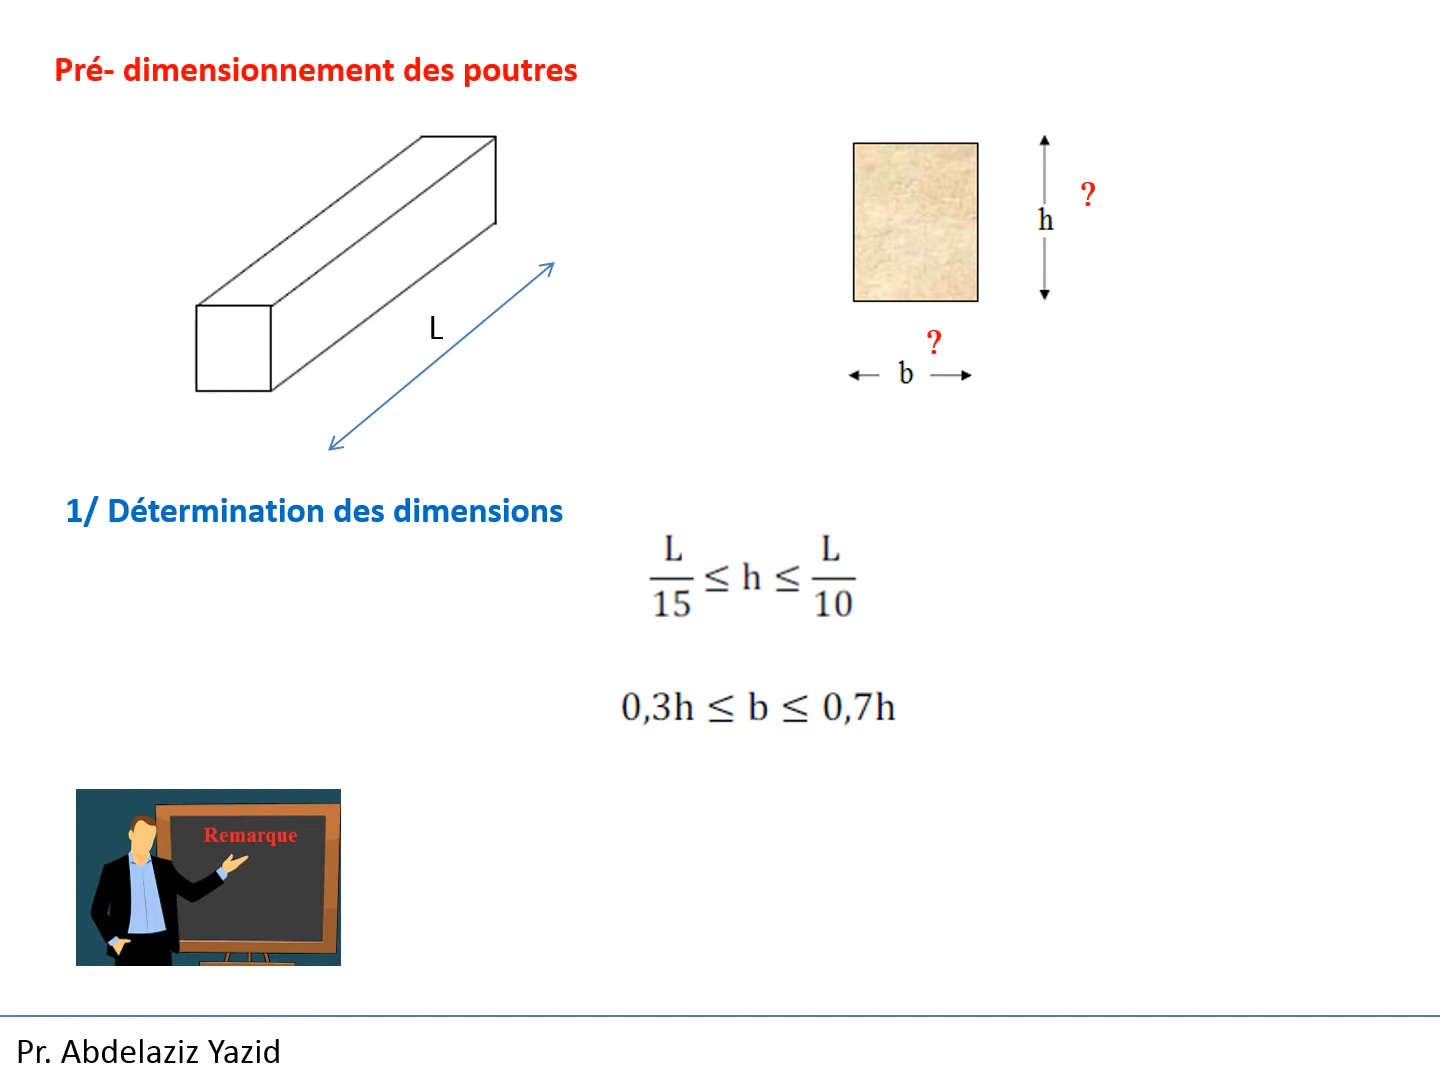 Pré- dimensionnement des poutres
?
h
L
?
b
1/ Détermination des dimensions
L/15 ≤ h ≤ L/10
0,3h ≤ b ≤ 0,7h
Remarque
Pr. Abdelaziz Yazid